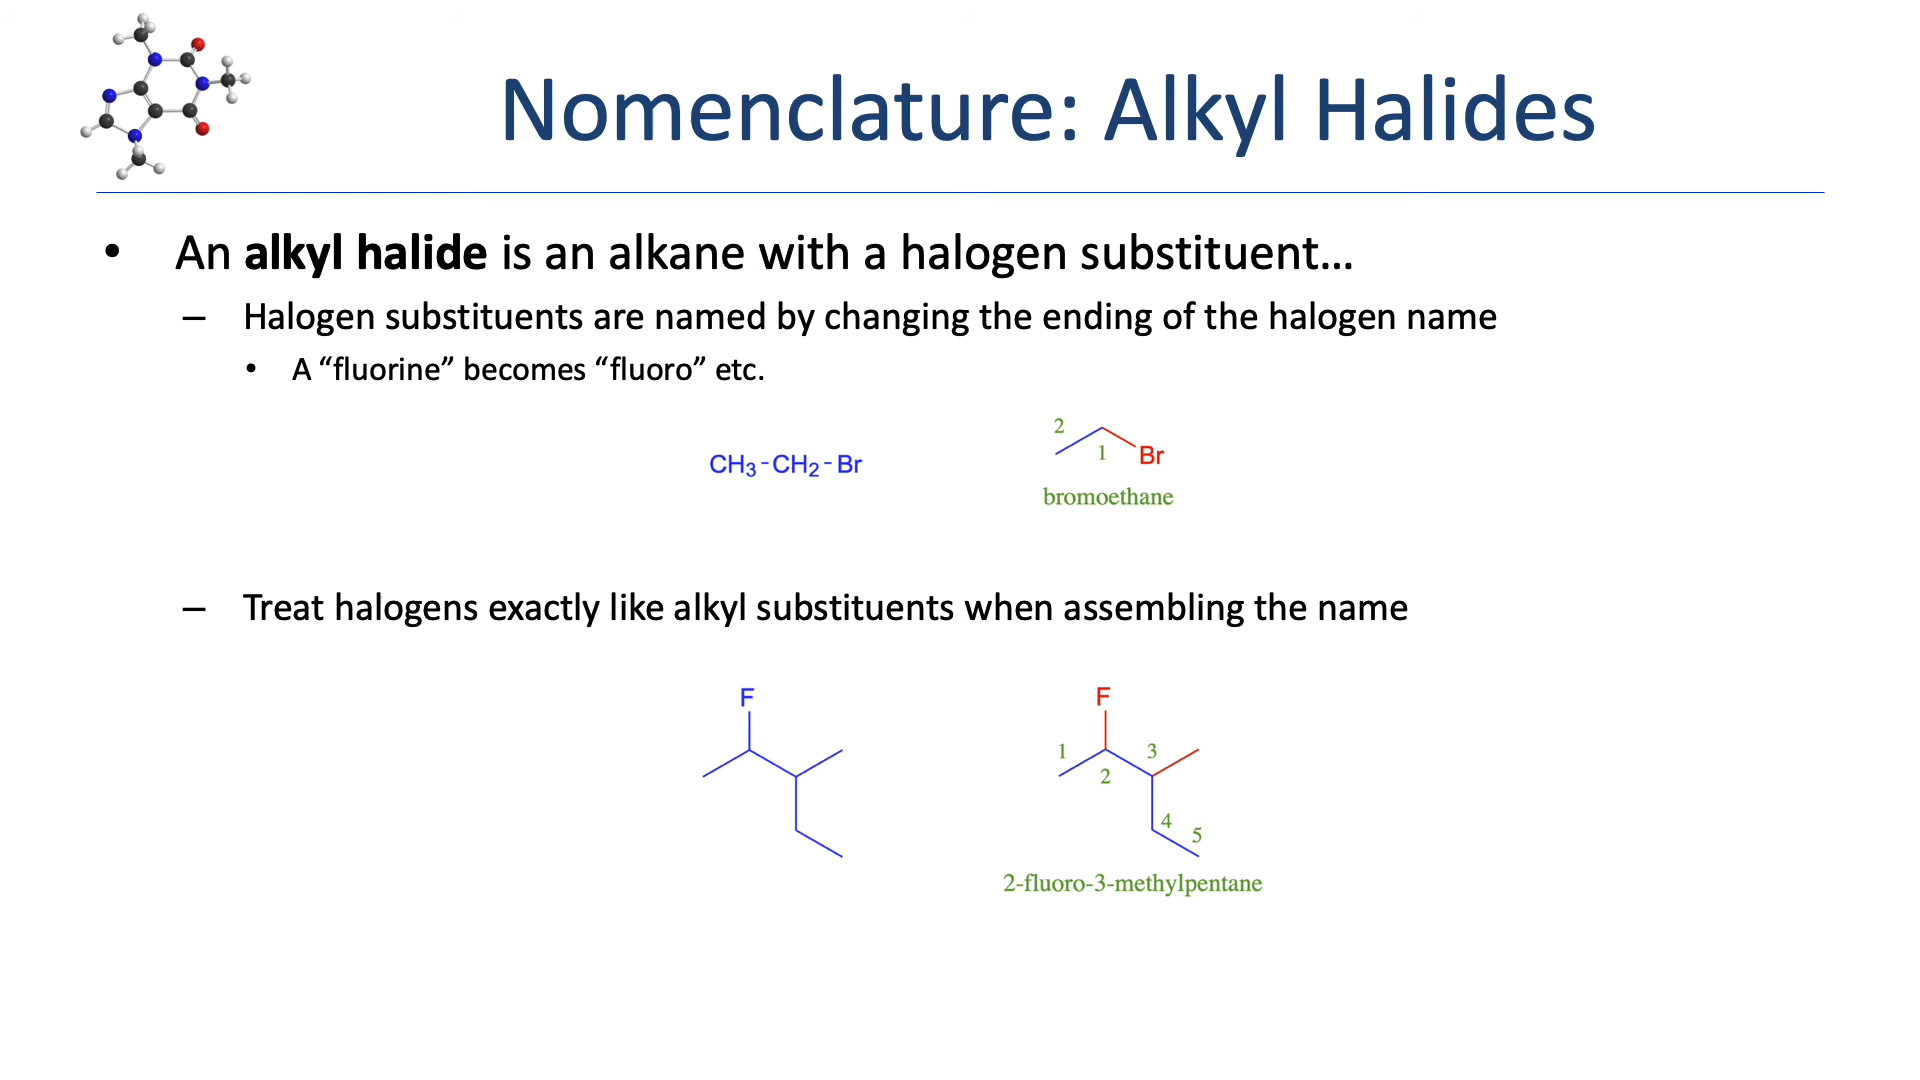 Nomenclature: Alkyl Halides
• An alkyl halide is an alkane with a halogen substituent…
– Halogen substituents are named by changing the ending of the halogen name
• A “fluorine” becomes “fluoro” etc.
CH3-CH2-Br
2
1
Br
bromoethane
– Treat halogens exactly like alkyl substituents when assembling the name
F
F
1
2
3
4
5
2-fluoro-3-methylpentane